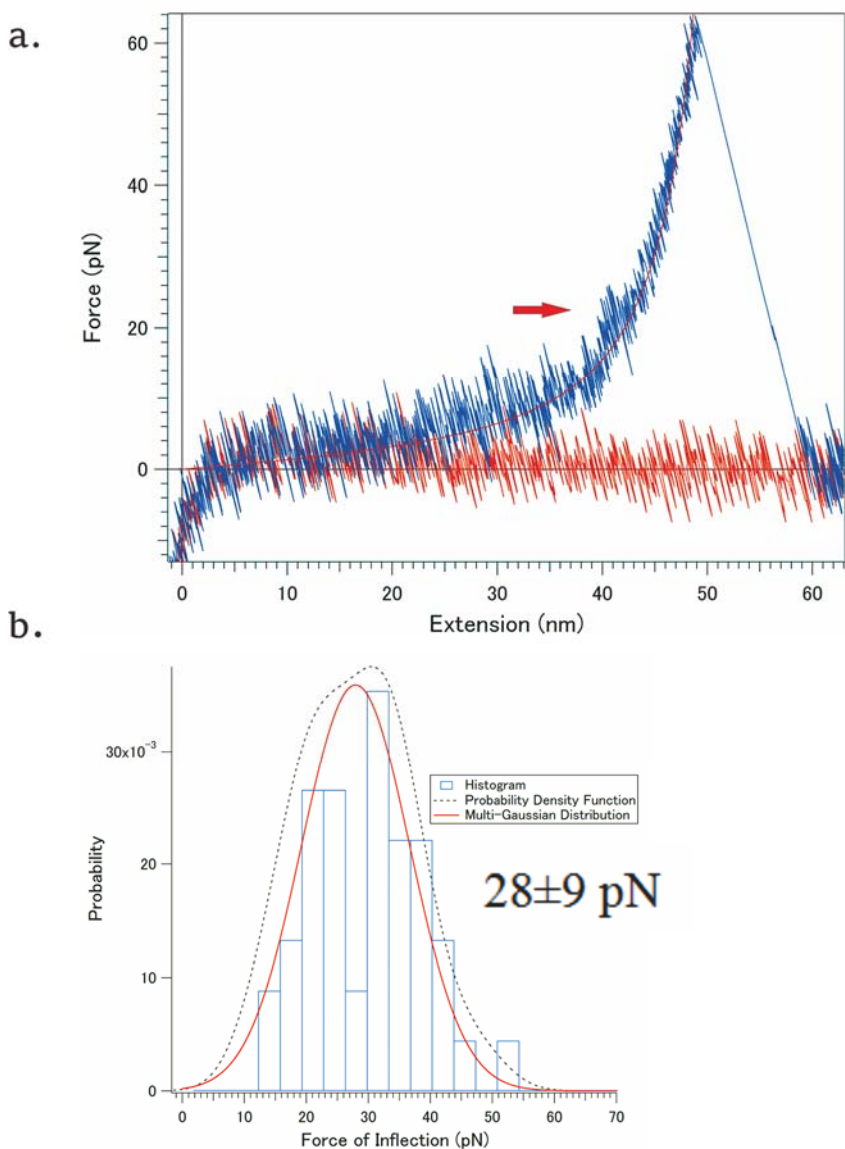 a.
60
40
20
0
Force (pN)
0 10 20 30 40 50 60
Extension (nm)
b.
30x10⁻³
20
10
0
Probability
Histogram
Probability Density Function
Multi-Gaussian Distribution
28±9 pN
0 10 20 30 40 50 60 70
Force of Inflection (pN)